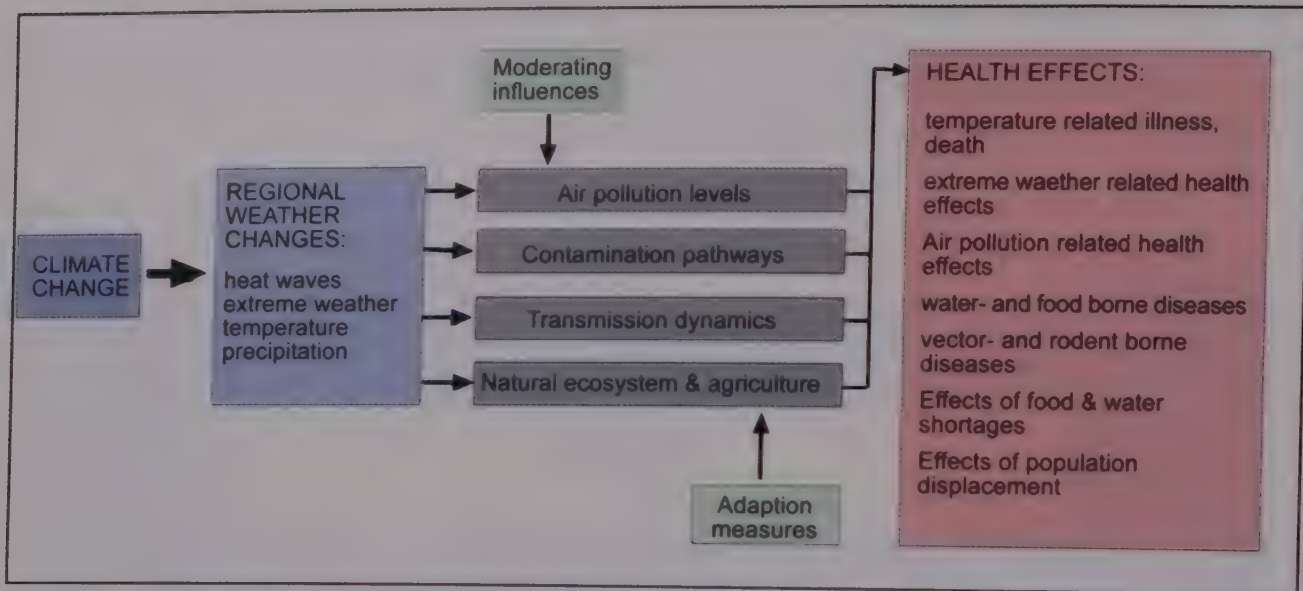 CLIMATE
CHANGE
REGIONAL
WEATHER
CHANGES:
heat waves
extreme weather
temperature
precipitation
Moderating
influences
Air pollution levels
Contamination pathways
Transmission dynamics
Natural ecosystem & agriculture
Adaption
measures
HEALTH EFFECTS:
temperature related illness,
death
extreme waether related health
effects
Air pollution related health
effects
water- and food borne diseases
vector- and rodent borne
diseases
Effects of food & water
shortages
Effects of population
displacement